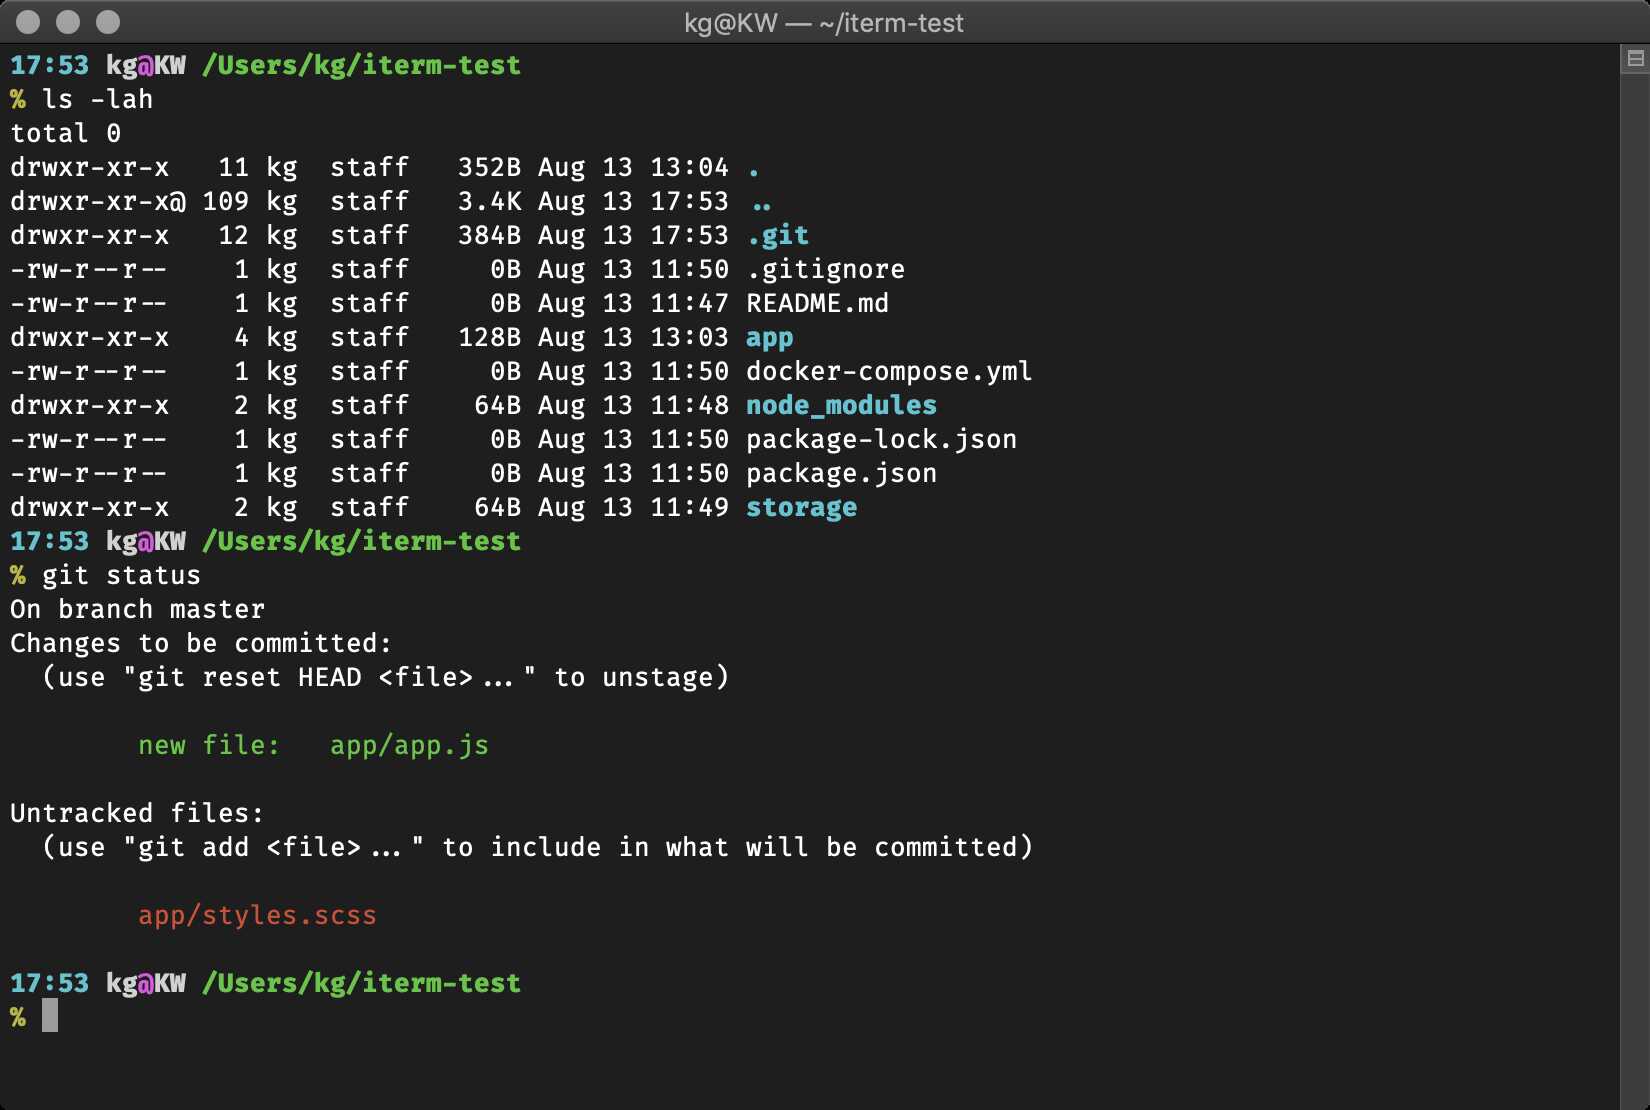 kg@KW — ~/iterm-test
17:53 kg@KW /Users/kg/iterm-test
% ls -lah
total 0
drwxr-xr-x   11 kg  staff   352B Aug 13 13:04 .
drwxr-xr-x@ 109 kg  staff   3.4K Aug 13 17:53 ..
drwxr-xr-x   12 kg  staff   384B Aug 13 17:53 .git
-rw-r--r--    1 kg  staff     0B Aug 13 11:50 .gitignore
-rw-r--r--    1 kg  staff     0B Aug 13 11:47 README.md
drwxr-xr-x    4 kg  staff   128B Aug 13 13:03 app
-rw-r--r--    1 kg  staff     0B Aug 13 11:50 docker-compose.yml
drwxr-xr-x    2 kg  staff    64B Aug 13 11:48 node_modules
-rw-r--r--    1 kg  staff     0B Aug 13 11:50 package-lock.json
-rw-r--r--    1 kg  staff     0B Aug 13 11:50 package.json
drwxr-xr-x    2 kg  staff    64B Aug 13 11:49 storage
17:53 kg@KW /Users/kg/iterm-test
% git status
On branch master
Changes to be committed:
  (use "git reset HEAD <file>..." to unstage)
        new file:   app/app.js
Untracked files:
  (use "git add <file>..." to include in what will be committed)
        app/styles.scss
17:53 kg@KW /Users/kg/iterm-test
%